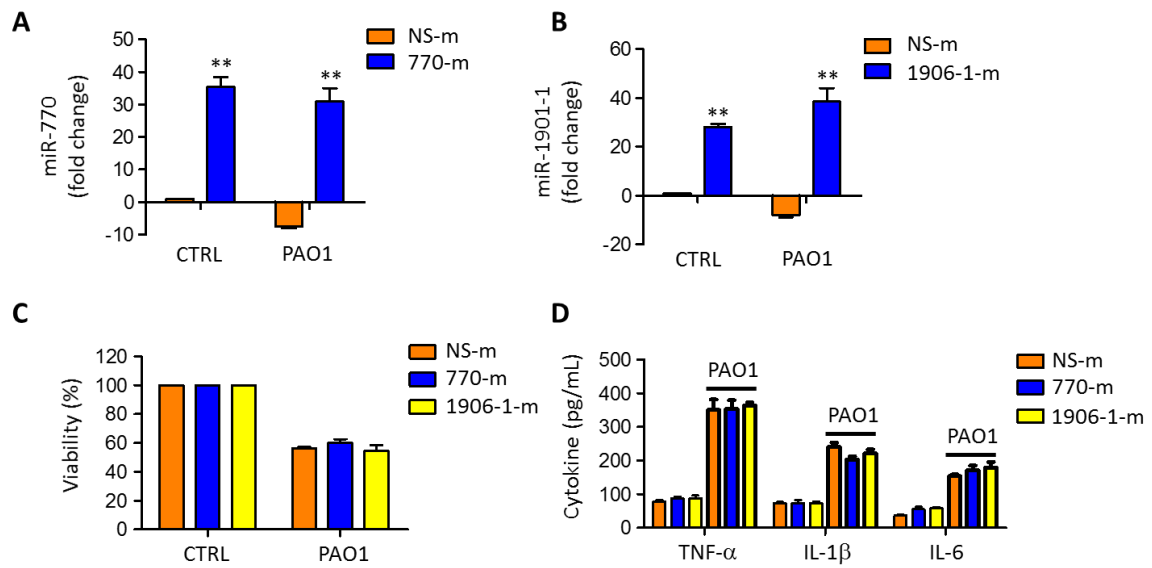 A
miR-770
(fold change)
50
40
30
20
10
0
-10
**
**
CTRL
PAO1
NS-m
770-m
B
miR-1901-1
(fold change)
60
40
20
0
-20
**
**
CTRL
PAO1
NS-m
1906-1-m
C
Viability (%)
120
100
80
60
40
20
0
CTRL
PAO1
NS-m
770-m
1906-1-m
D
Cytokine (pg/mL)
500
400
300
200
100
0
PAO1
PAO1
PAO1
TNF-α
IL-1β
IL-6
NS-m
770-m
1906-1-m